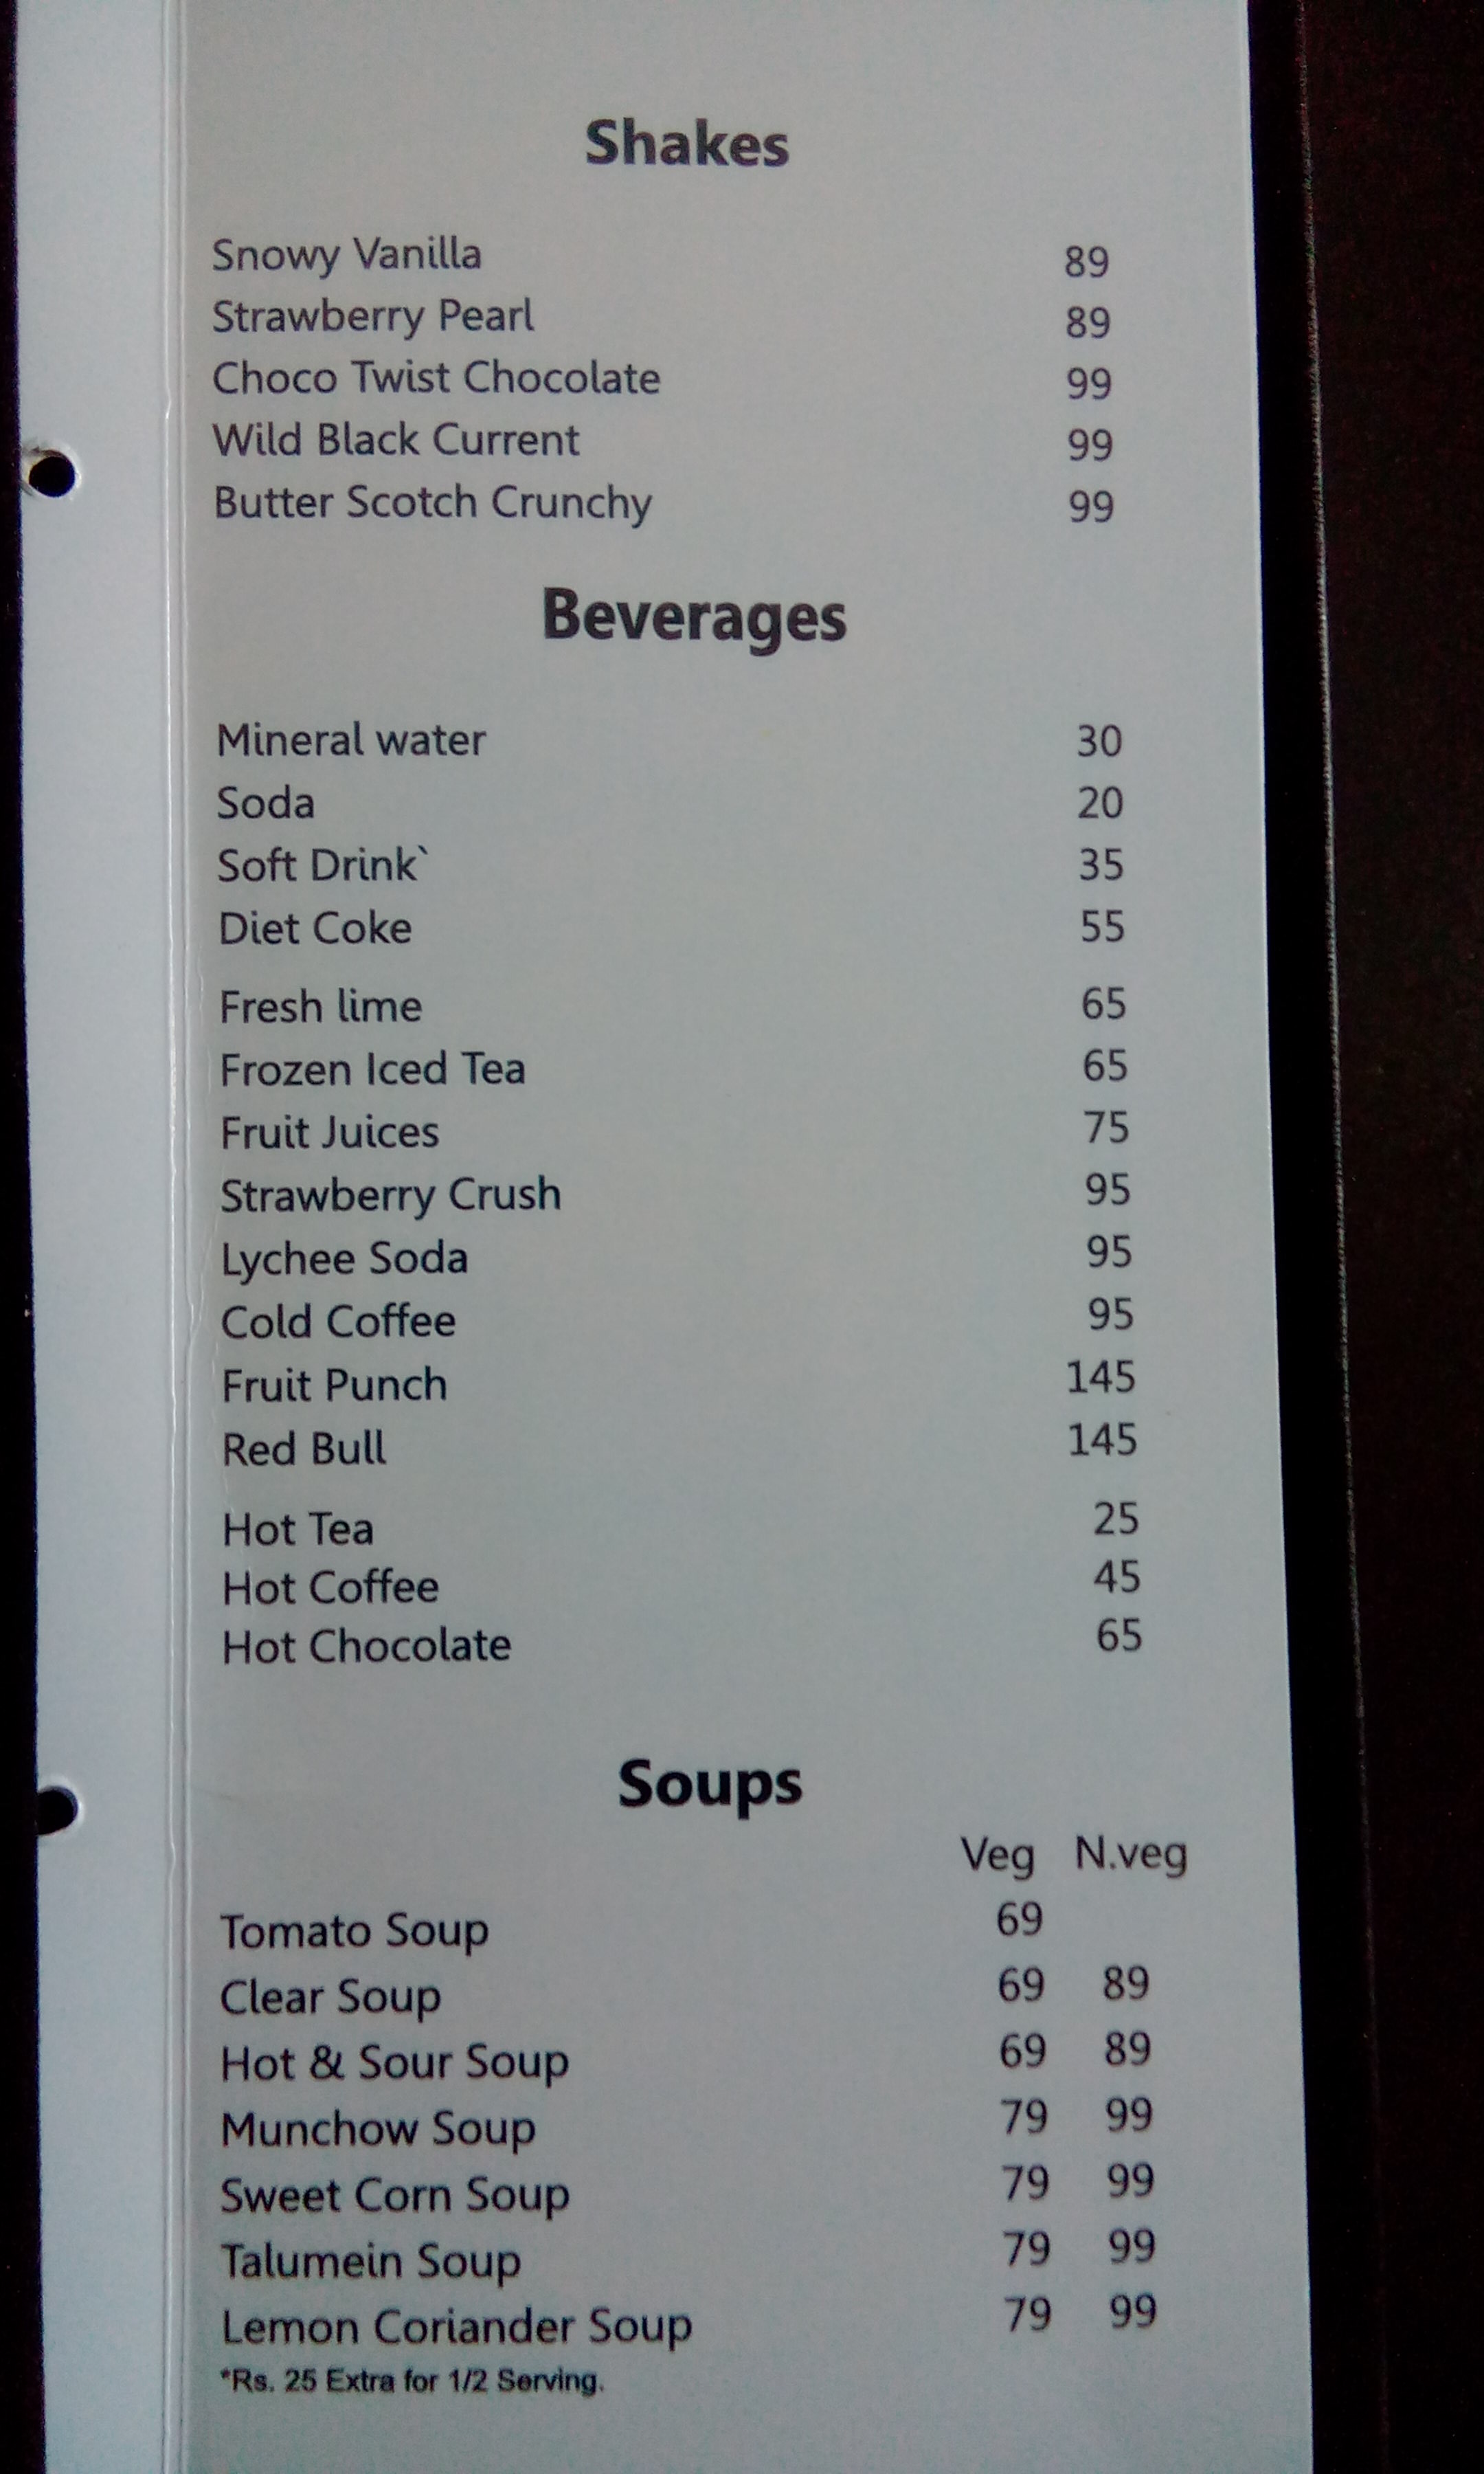 Shakes
Snowy Vanilla 89
Strawberry Pearl 89
Choco Twist Chocolate 99
Wild Black Current 99
Butter Scotch Crunchy 99
Beverages
Mineral water 30
Soda 20
Soft Drink` 35
Diet Coke 55
Fresh lime 65
Frozen Iced Tea 65
Fruit Juices 75
Strawberry Crush 95
Lychee Soda 95
Cold Coffee 95
Fruit Punch 145
Red Bull 145
Hot Tea 25
Hot Coffee 45
Hot Chocolate 65
Soups
Veg N.veg
Tomato Soup 69
Clear Soup 69 89
Hot & Sour Soup 69 89
Munchow Soup 79 99
Sweet Corn Soup 79 99
Talumein Soup 79 99
Lemon Coriander Soup 79 99
*Rs. 25 Extra for 1/2 Serving.